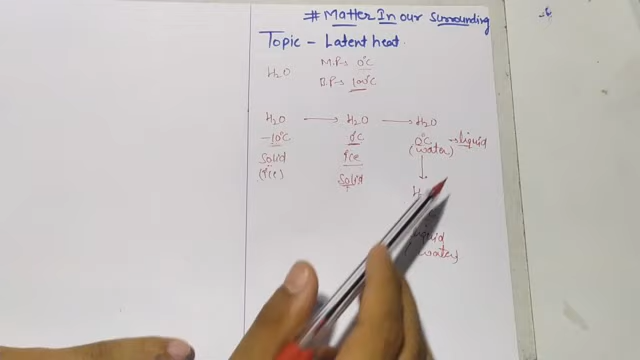 # Matter In our Surrounding
Topic - Latent heat
H₂O
M.P→ 0°C
B.P→ 100°C
H₂O → H₂O → H₂O
-10°C 0°C 0°C → liquid
Solid Ice (water)
(Ice) Solid
liquid
water)